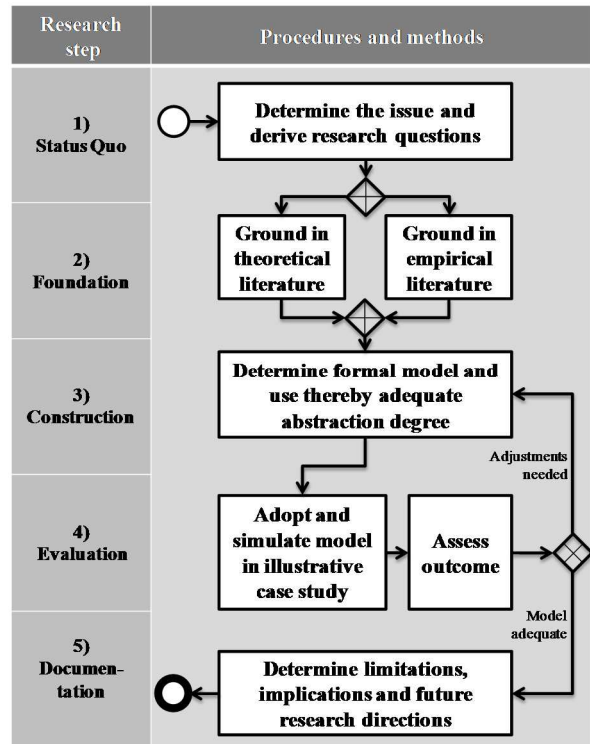 Research
step
Procedures and methods
1)
Status Quo
Determine the issue and
derive research questions
2)
Foundation
Ground in
theoretical
literature
Ground in
empirical
literature
3)
Construction
Determine formal model and
use thereby adequate
abstraction degree
Adjustments
needed
4)
Evaluation
Adopt and
simulate model
in illustrative
case study
Assess
outcome
Model
adequate
5)
Documen-
tation
Determine limitations,
implications and future
research directions